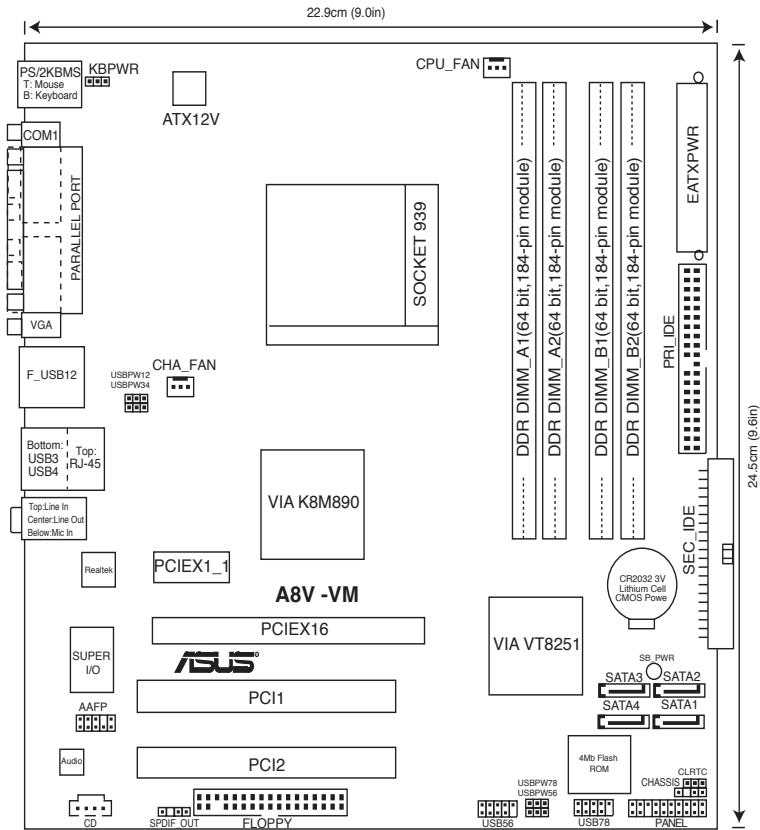 22.9cm (9.0in)
PS/2KBMS
T: Mouse
B: Keyboard
KBPWR
ATX12V
CPU_FAN
COM1
PARALLEL PORT
VGA
SOCKET 939
DDR DIMM_A1(64 bit,184-pin module)
DDR DIMM_A2(64 bit,184-pin module)
DDR DIMM_B1(64 bit,184-pin module)
DDR DIMM_B2(64 bit,184-pin module)
EATXPWR
PRI_IDE
24.5cm (9.6in)
F_USB12
USBPW12
USBPW34
CHA_FAN
Bottom:
USB3
USB4
Top:
RJ-45
Top:Line In
Center:Line Out
Below:Mic In
VIA K8M890
SEC_IDE
Realtek
PCIEX1_1
CR2032 3V
Lithium Cell
CMOS Powe
A8V -VM
PCIEX16
VIA VT8251
SUPER
I/O
ASUS
SB_PWR
SATA3
SATA2
SATA4
SATA1
AAFP
PCI1
Audio
PCI2
4Mb Flash
ROM
CLRTC
CHASSIS
USBPW78
USBPW56
CD
SPDIF_OUT
FLOPPY
USB56
USB78
PANEL